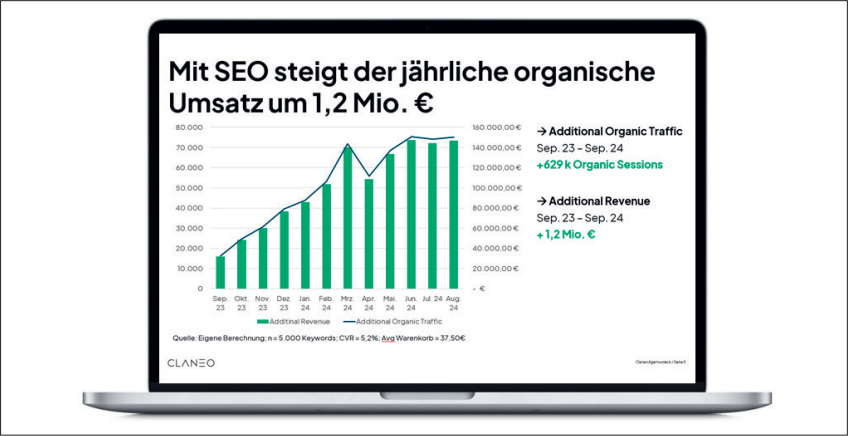 Mit SEO steigt der jährliche organische
Umsatz um 1,2 Mio. €
80.000
70.000
60.000
50.000
40.000
30.000
20.000
10.000
0
160.000,00 €
140.000,00 €
120.000,00 €
100.000,00 €
80.000,00 €
60.000,00 €
40.000,00 €
20.000,00 €
- €
Sep. 23
Okt. 23
Nov. 23
Dez. 23
Jan. 24
Feb. 24
Mrz. 24
Apr. 24
Mai. 24
Jun. 24
Jul. 24
Aug. 24
Additinal Revenue
Additional Organic Traffic
→ Additional Organic Traffic
Sep. 23 – Sep. 24
+629 k Organic Sessions
→ Additional Revenue
Sep. 23 – Sep. 24
+ 1,2 Mio. €
Quelle: Eigene Berechnung; n = 5.000 Keywords; CVR = 5,2%; Avg Warenkorb = 37,50€
CLANEO